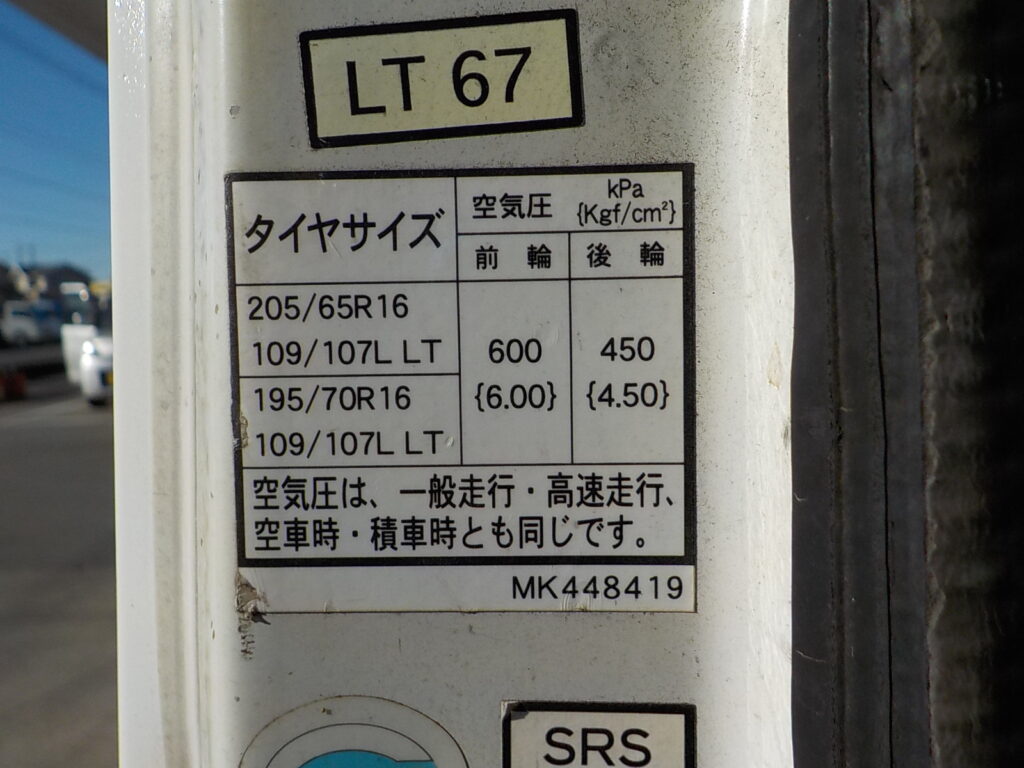 LT 67
タイヤサイズ
空気圧 kPa
{Kgf/cm²}
前輪 後輪
205/65R16
109/107L LT
600 450
195/70R16
{6.00} {4.50}
109/107L LT
空気圧は、一般走行・高速走行、
空車時・積車時とも同じです。
MK448419
SRS